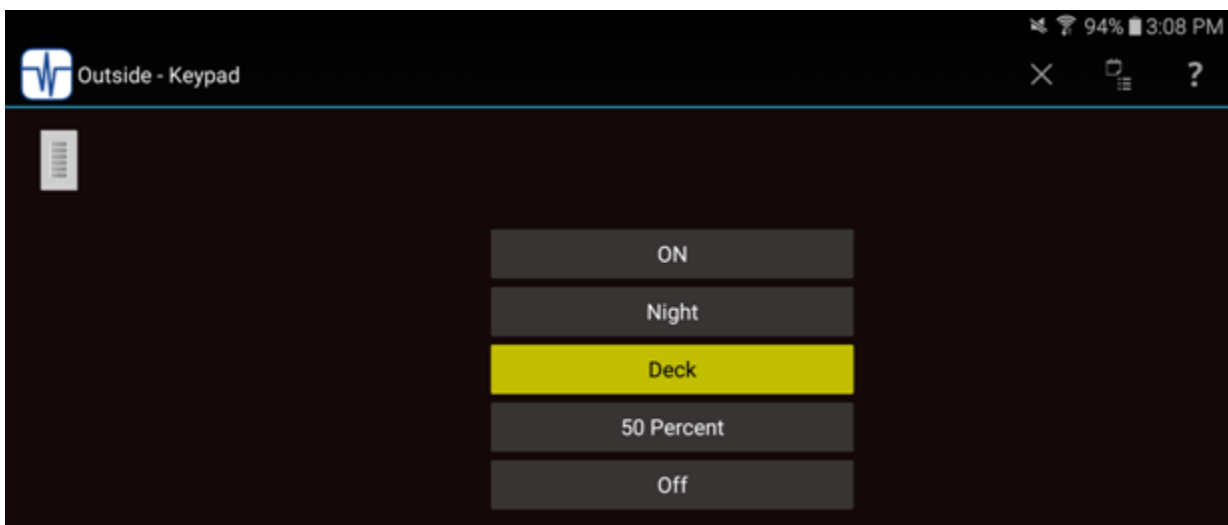 94% 3:08 PM
Outside - Keypad
?
ON
Night
Deck
50 Percent
Off